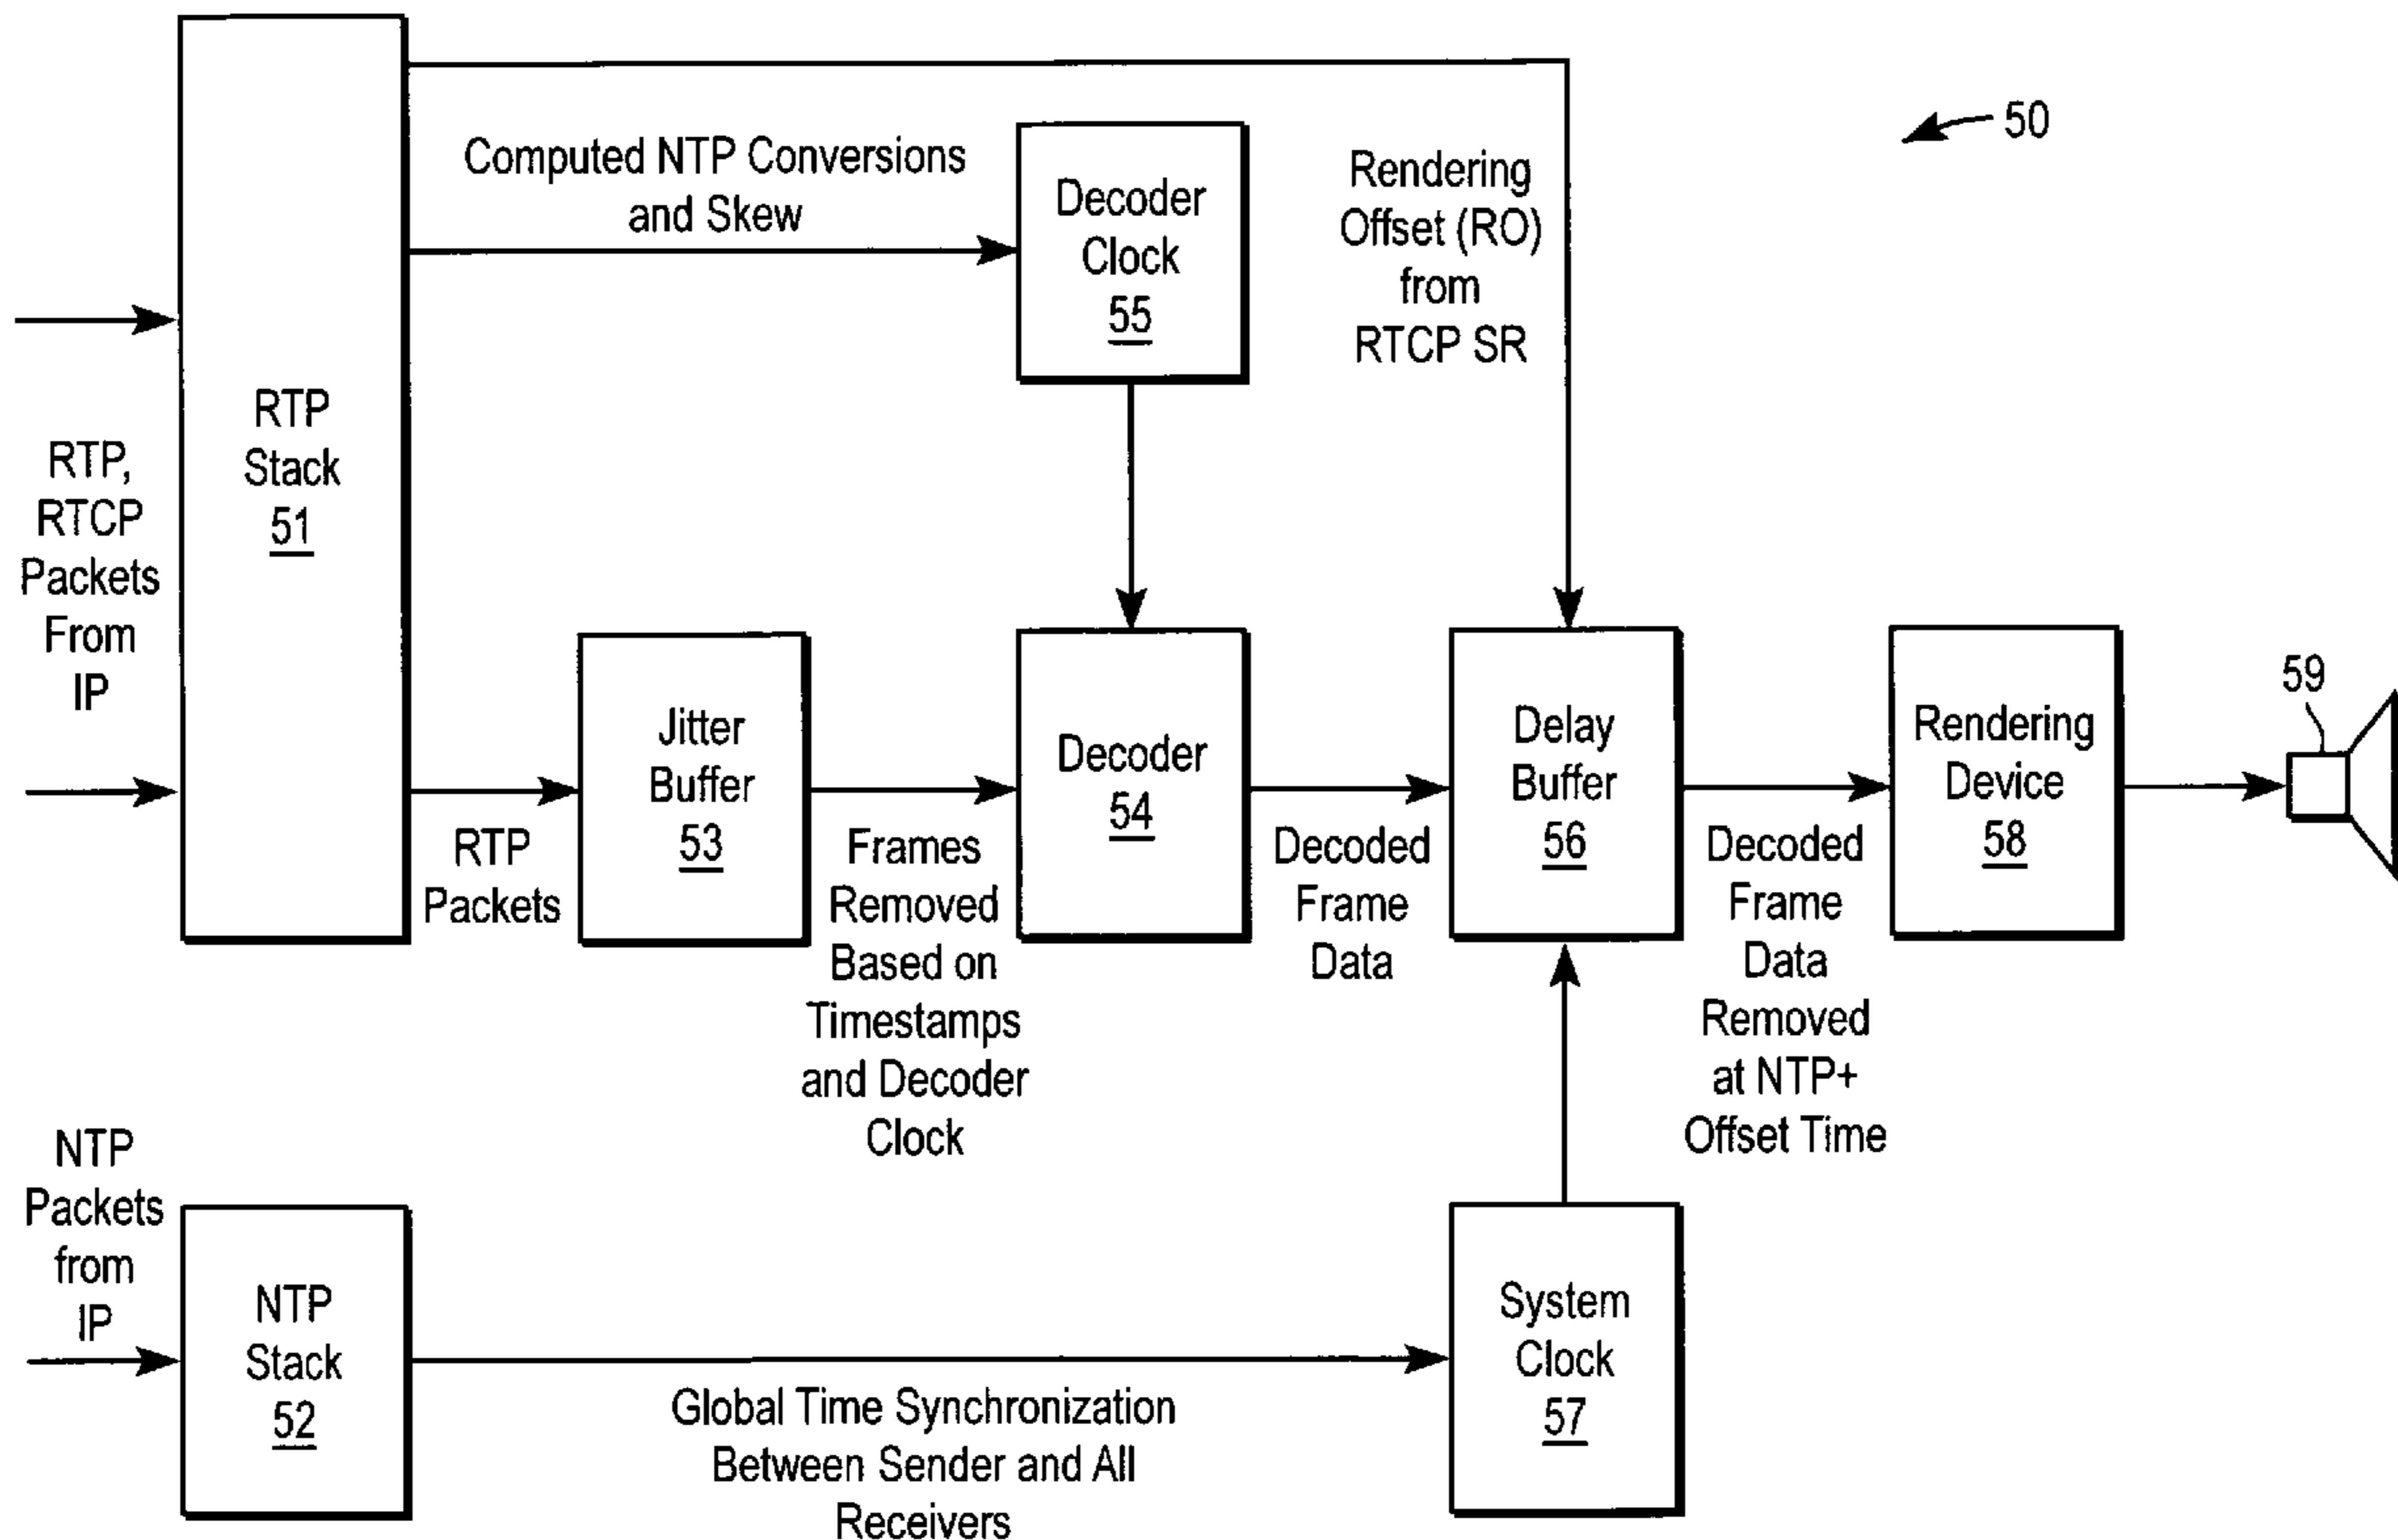 50
Computed NTP Conversions
and Skew
Decoder
Clock
55
Rendering
Offset (RO)
from
RTCP SR
RTP,
RTCP
Packets
From
IP
RTP
Stack
51
RTP
Packets
Jitter
Buffer
53
Frames
Removed
Based on
Timestamps
and Decoder
Clock
Decoder
54
Decoded
Frame
Data
Delay
Buffer
56
Decoded
Frame
Data
Removed
at NTP+
Offset Time
Rendering
Device
58
59
NTP
Packets
from
IP
NTP
Stack
52
Global Time Synchronization
Between Sender and All
Receivers
System
Clock
57